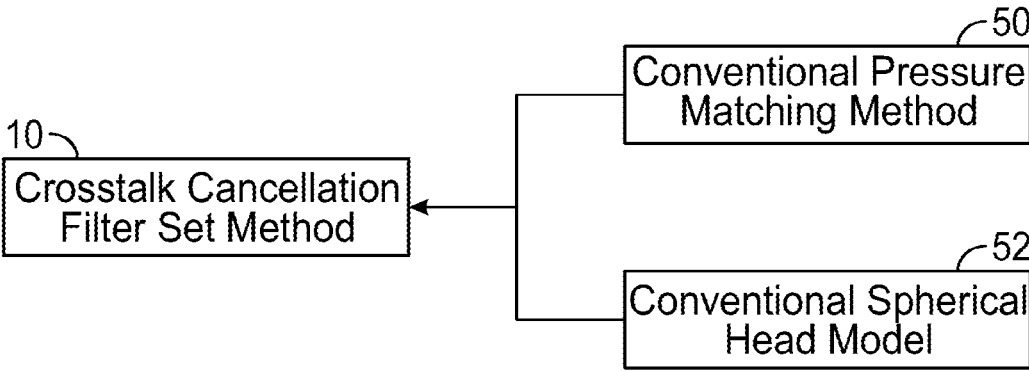 50
Conventional Pressure
Matching Method
10
Crosstalk Cancellation
Filter Set Method
52
Conventional Spherical
Head Model